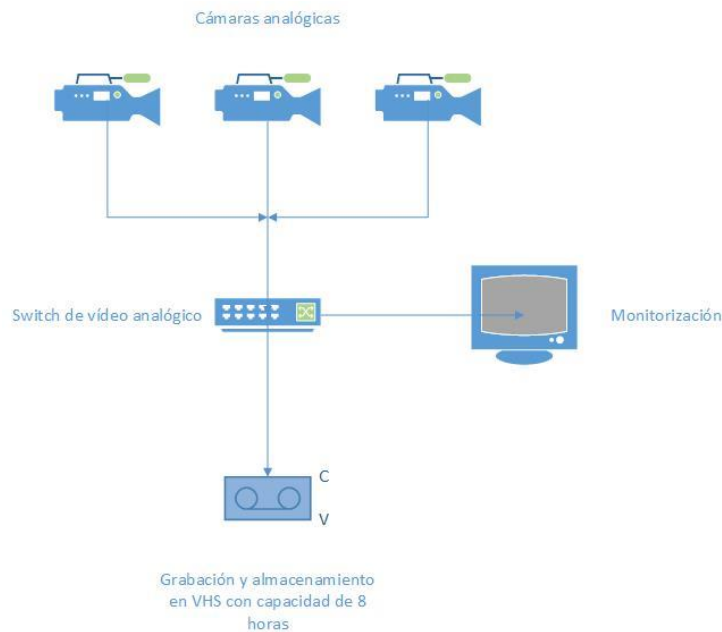 Cámaras analógicas
Switch de vídeo analógico
Monitorización
C
V
Grabación y almacenamiento
en VHS con capacidad de 8
horas